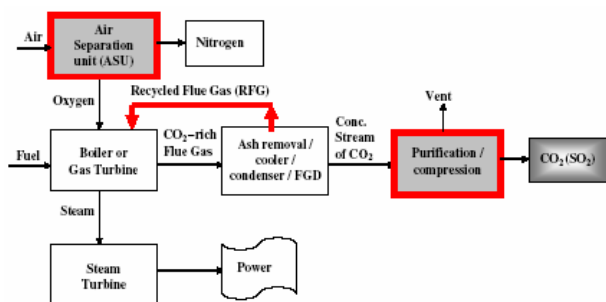 Air
Air
Separation
unit (ASU)
Nitrogen
Oxygen
Recycled Flue Gas (RFG)
Vent
Fuel
Boiler or
Gas Turbine
CO₂-rich
Flue Gas
Ash removal /
cooler /
condenser / FGD
Conc.
Stream
of CO₂
Purification /
compression
CO₂ (SO₂)
Steam
Steam
Turbine
Power